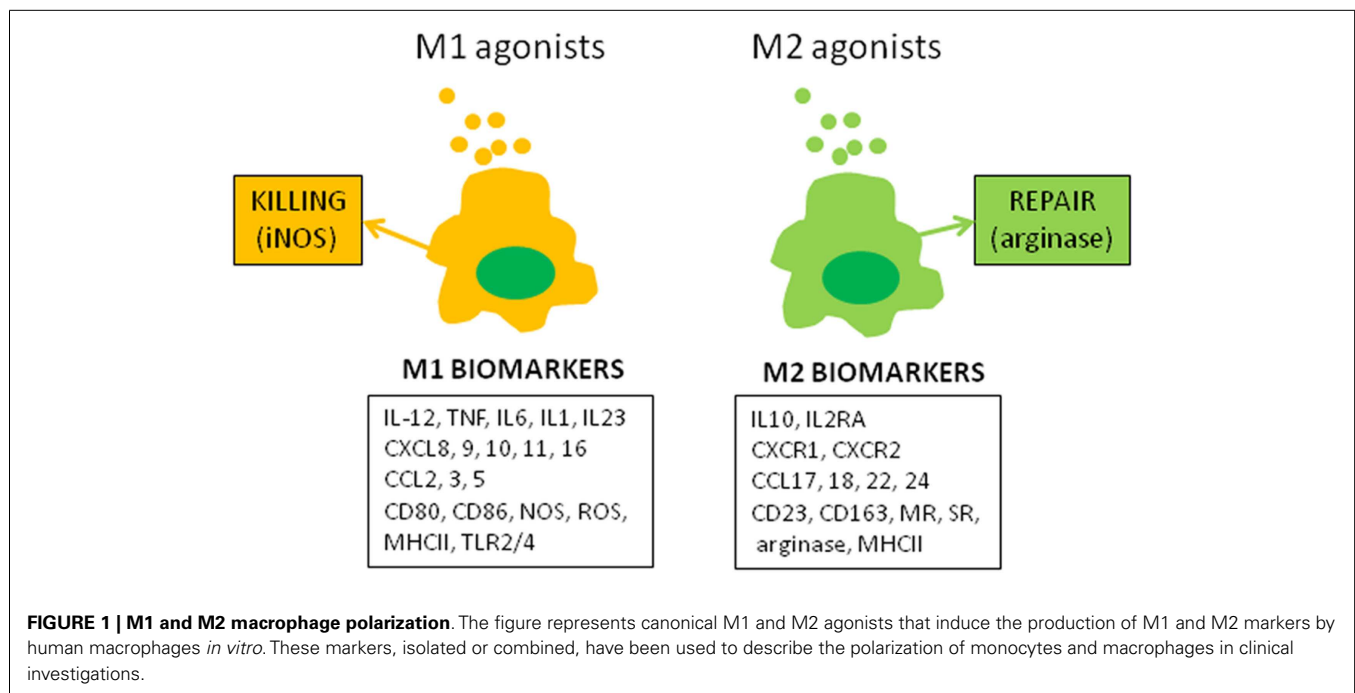 M1 agonists
M2 agonists
KILLING
(iNOS)
REPAIR
(arginase)
M1 BIOMARKERS
IL-12, TNF, IL6, IL1, IL23
CXCL8, 9, 10, 11, 16
CCL2, 3, 5
CD80, CD86, NOS, ROS,
MHCII, TLR2/4
M2 BIOMARKERS
IL10, IL2RA
CXCR1, CXCR2
CCL17, 18, 22, 24
CD23, CD163, MR, SR,
arginase, MHCII
FIGURE 1 | M1 and M2 macrophage polarization. The figure represents canonical M1 and M2 agonists that induce the production of M1 and M2 markers by
human macrophages in vitro. These markers, isolated or combined, have been used to describe the polarization of monocytes and macrophages in clinical
investigations.